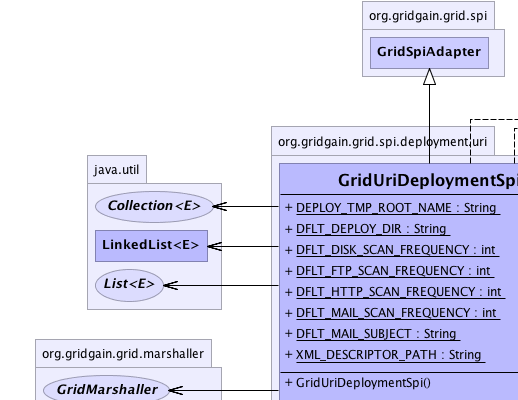 org.gridgain.grid.spi
GridSpiAdapter
org.gridgain.grid.spi.deployment.uri
java.util
GridUriDeploymentSpi
Collection<E>
+ DEPLOY_TMP_ROOT_NAME : String
+ DFLT_DEPLOY_DIR : String
LinkedList<E>
+ DFLT_DISK_SCAN_FREQUENCY : int
+ DFLT_FTP_SCAN_FREQUENCY : int
List<E>
+ DFLT_HTTP_SCAN_FREQUENCY : int
+ DFLT_MAIL_SCAN_FREQUENCY : int
+ DFLT_MAIL_SUBJECT : String
+ XML_DESCRIPTOR_PATH : String
org.gridgain.grid.marshaller
GridMarshaller
+ GridUriDeploymentSpi()